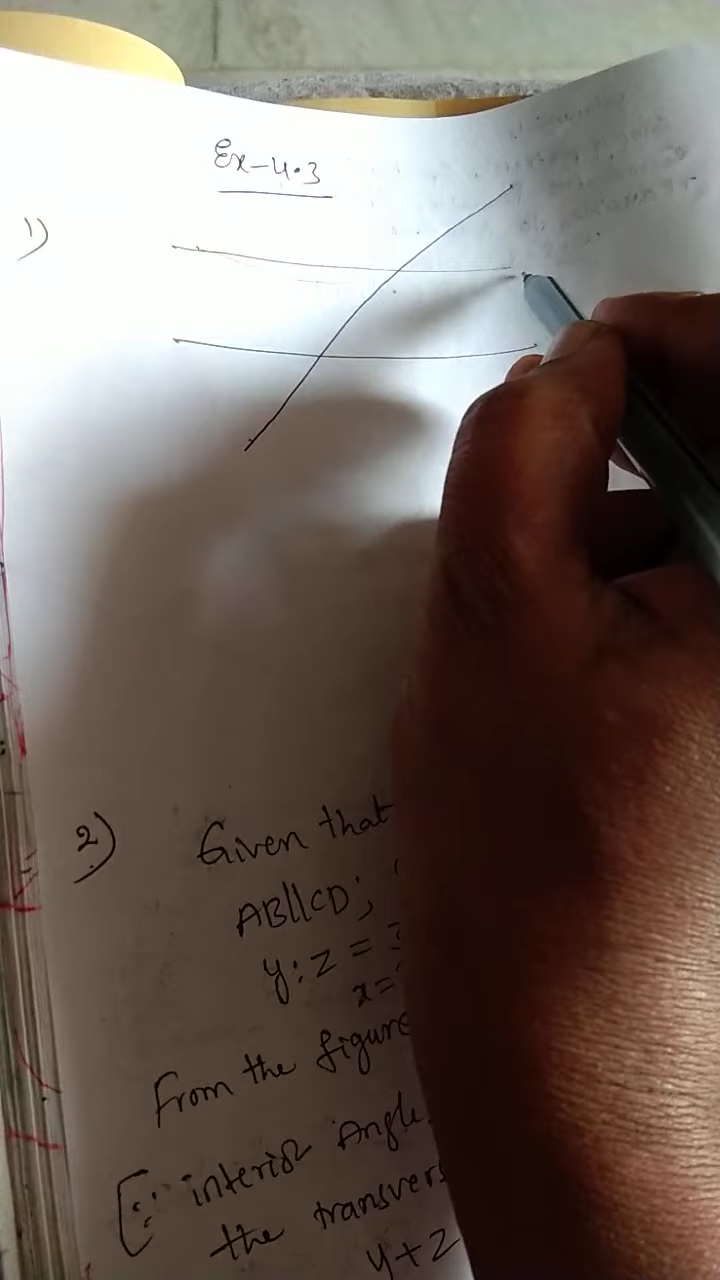 Ex-4.3
1)
2) Given that
AB||CD;
y:z =
x=
From the figure
[∵ interior Angle
the transvers
y+z